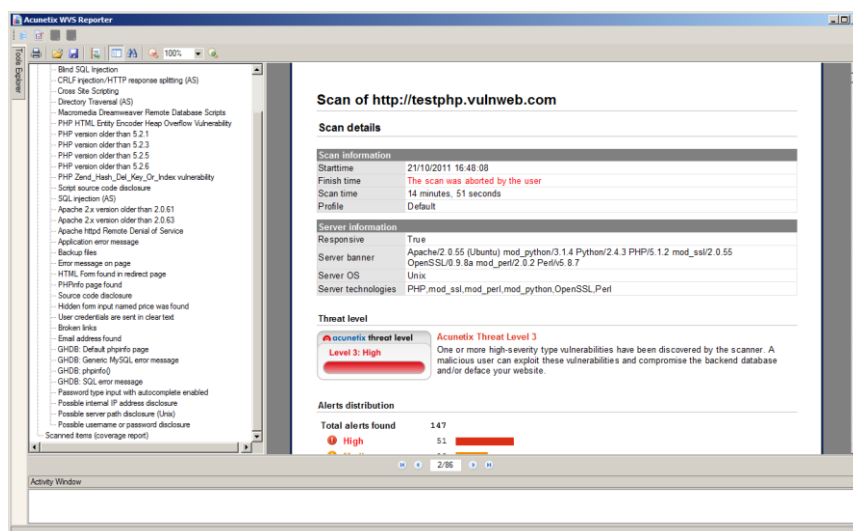 Acunetix WVS Reporter
Tools Explorer
100%
Blind SQL Injection
CRLF injection/HTTP response splitting (AS)
Cross Site Scripting
Directory Traversal (AS)
Macromedia Dreamweaver Remote Database Scripts
PHP HTML Entity Encoder Heap Overflow Vulnerability
PHP version older than 5.2.1
PHP version older than 5.2.3
PHP version older than 5.2.5
PHP version older than 5.2.6
PHP Zend_Hash_Del_Key_Or_Index vulnerability
Script source code disclosure
SQL injection (AS)
Apache 2.x version older than 2.0.61
Apache 2.x version older than 2.0.63
Apache httpd Remote Denial of Service
Application error message
Backup files
Error message on page
HTML Form found in redirect page
PHPinfo page found
Source code disclosure
Hidden form input named price was found
User credentials are sent in clear text
Broken links
Email address found
GHDB: Default phpinfo page
GHDB: Generic MySQL error message
GHDB: phpinfo()
GHDB: SQL error message
Password type input with autocomplete enabled
Possible internal IP address disclosure
Possible server path disclosure (Unix)
Possible username or password disclosure
Scanned items (coverage report)
Scan of http://testphp.vulnweb.com
Scan details
Scan information
Starttime 21/10/2011 16:48:08
Finish time The scan was aborted by the user
Scan time 14 minutes, 51 seconds
Profile Default
Server information
Responsive True
Server banner Apache/2.0.55 (Ubuntu) mod_python/3.1.4 Python/2.4.3 PHP/5.1.2 mod_ssl/2.0.55
OpenSSL/0.9.8a mod_perl/2.0.2 Perl/v5.8.7
Server OS Unix
Server technologies PHP,mod_ssl,mod_perl,mod_python,OpenSSL,Perl
Threat level
acunetix threat level
Level 3: High
Acunetix Threat Level 3
One or more high-severity type vulnerabilities have been discovered by the scanner. A
malicious user can exploit these vulnerabilities and compromise the backend database
and/or deface your website.
Alerts distribution
Total alerts found 147
High 51
2/86
Activity Window